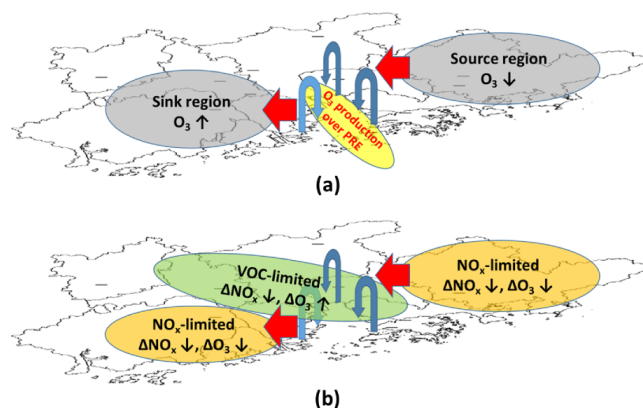 Source region
O₃ ↓
Sink region
O₃ ↑
O₃ production
over PRE
(a)
VOC-limited
ΔNOₓ ↓, ΔO₃ ↑
NOₓ-limited
ΔNOₓ ↓, ΔO₃ ↓
NOₓ-limited
ΔNOₓ ↓, ΔO₃ ↓
(b)